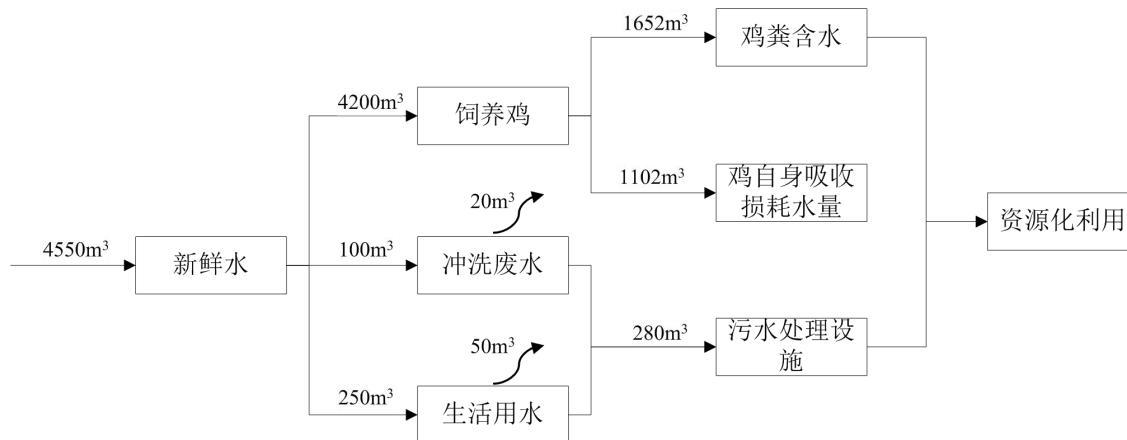 1652m³
鸡粪含水
4200m³
饲养鸡
1102m³
鸡自身吸收
损耗水量
20m³
资源化利用
4550m³
新鲜水
100m³
冲洗废水
50m³
280m³
污水处理设
施
250m³
生活用水